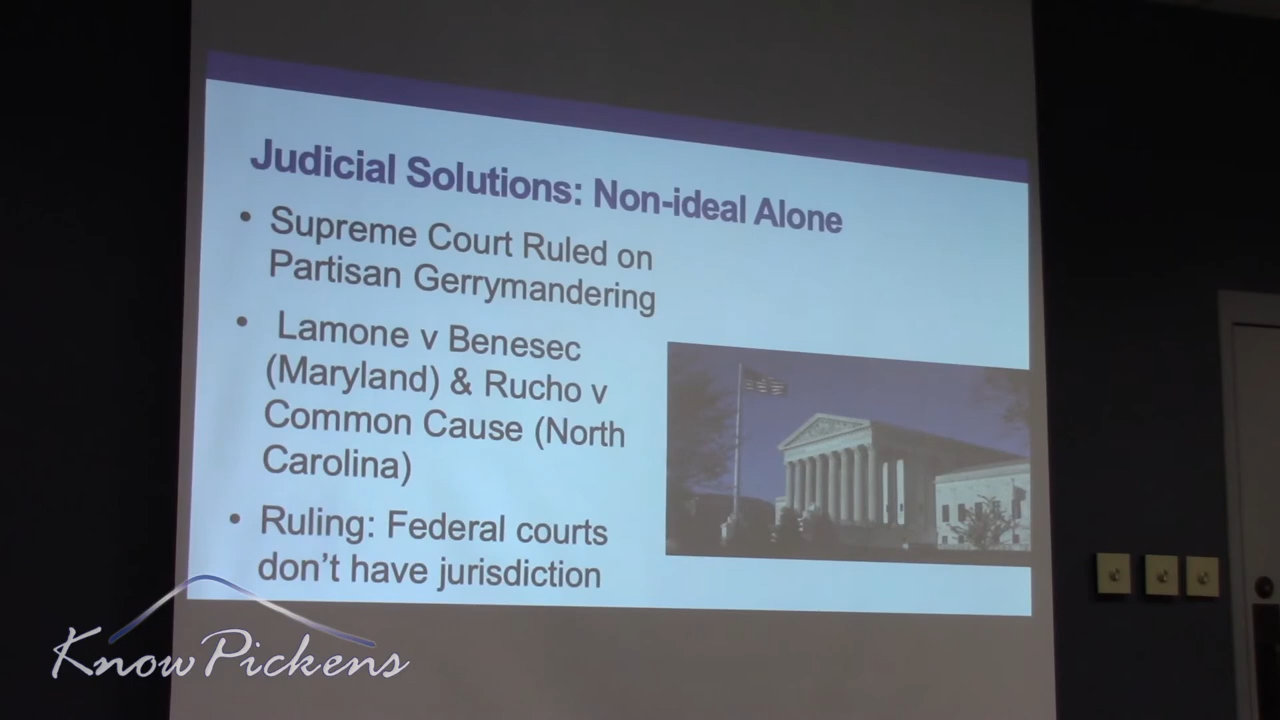 Judicial Solutions: Non-ideal Alone
• Supreme Court Ruled on
Partisan Gerrymandering
• Lamone v Benesec
(Maryland) & Rucho v
Common Cause (North
Carolina)
• Ruling: Federal courts
don't have jurisdiction
KnowPickens